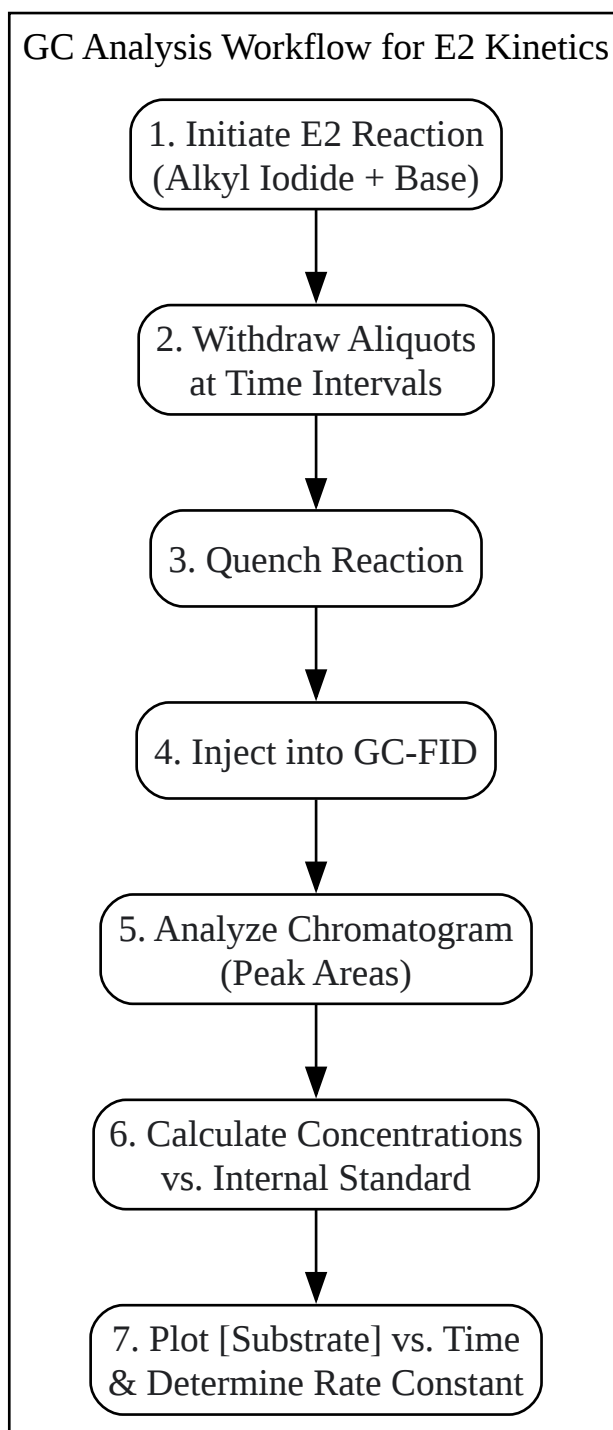 GC Analysis Workflow for E2 Kinetics
1. Initiate E2 Reaction
(Alkyl Iodide + Base)
2. Withdraw Aliquots
at Time Intervals
3. Quench Reaction
4. Inject into GC-FID
5. Analyze Chromatogram
(Peak Areas)
6. Calculate Concentrations
vs. Internal Standard
7. Plot [Substrate] vs. Time
& Determine Rate Constant